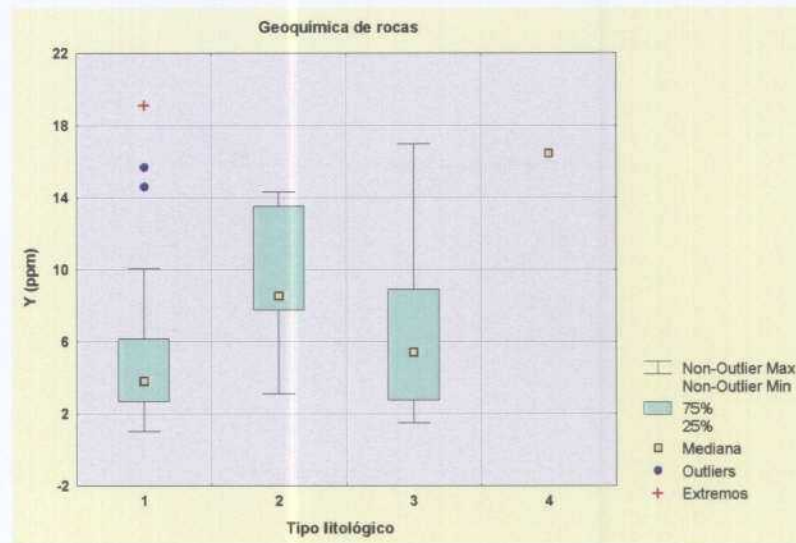 Geoquímica de rocas
22
18
14
10
6
2
-2
Y (ppm)
1 2 3 4
Tipo litológico
Non-Outlier Max
Non-Outlier Min
75%
25%
Mediana
Outliers
Extremos